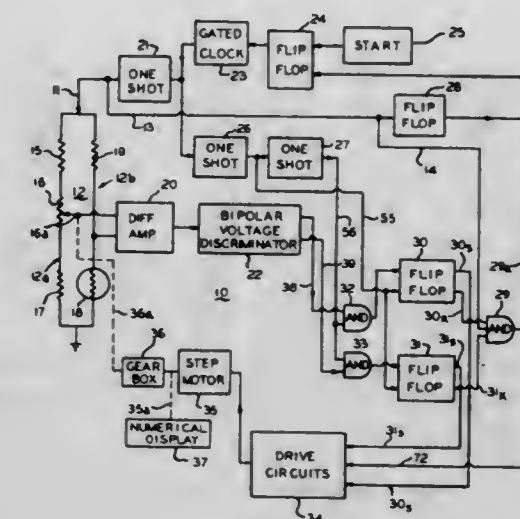 21
ONE
SHOT
GATED
CLOCK
23
24
FLIP
FLOP
START
25
11
13
28
FLIP
FLOP
26
ONE
SHOT
27
ONE
SHOT
14
15
19
12
12b
16
16a
12a
17
18
20
DIFF
AMP
BIPOLAR
VOLTAGE
DISCRIMINATOR
22
10
38
39
56
55
32
AND
33
AND
30
FLIP
FLOP
30s
30R
31
FLIP
FLOP
31s
31R
29
AND
29a
36a
36
GEAR
BOX
STEP
MOTOR
35
35a
NUMERICAL
DISPLAY
37
DRIVE
CIRCUITS
34
31s
72
30s